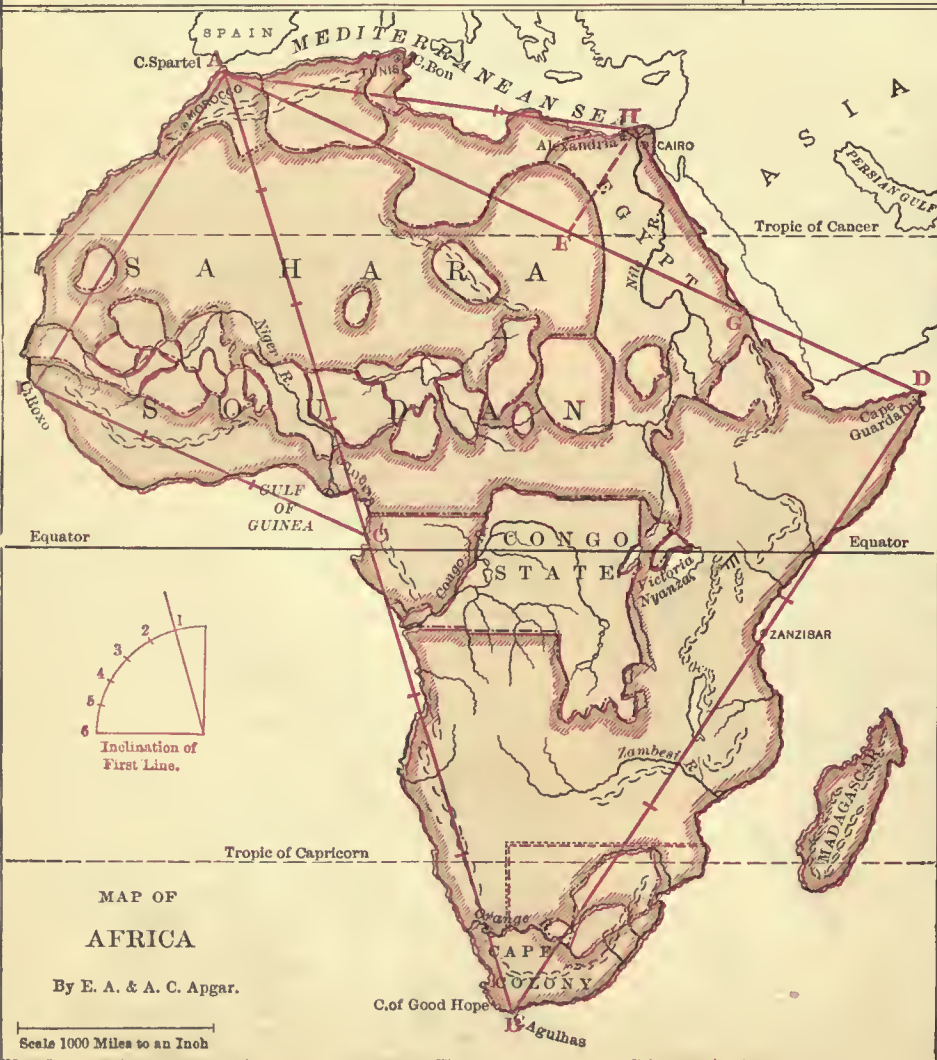 SPAIN
MEDITERRANEAN SEA
C.Spartel
A
TUNIS
C.Bon
MOROCCO
H
Alexandria
CAIRO
ASIA
PERSIAN GULF
EGYPT
Tropic of Cancer
E
Nil
R.
SAHARA
G
Niger R.
D
Cape
Guardafui
C.Roxo
SOUDAN
GULF
OF
GUINEA
Equator
C
CONGO
STATE
Equator
Congo
Victoria
Nyanza
ZANZIBAR
1
2
3
4
5
6
Inclination of
First Line.
Zambesi R.
MADAGASCAR
Tropic of Capricorn
MAP OF
AFRICA
By E. A. & A. C. Apgar.
Orange R.
CAPE
COLONY
C.of Good Hope
B
C.Agulhas
Scale 1000 Miles to an Inch